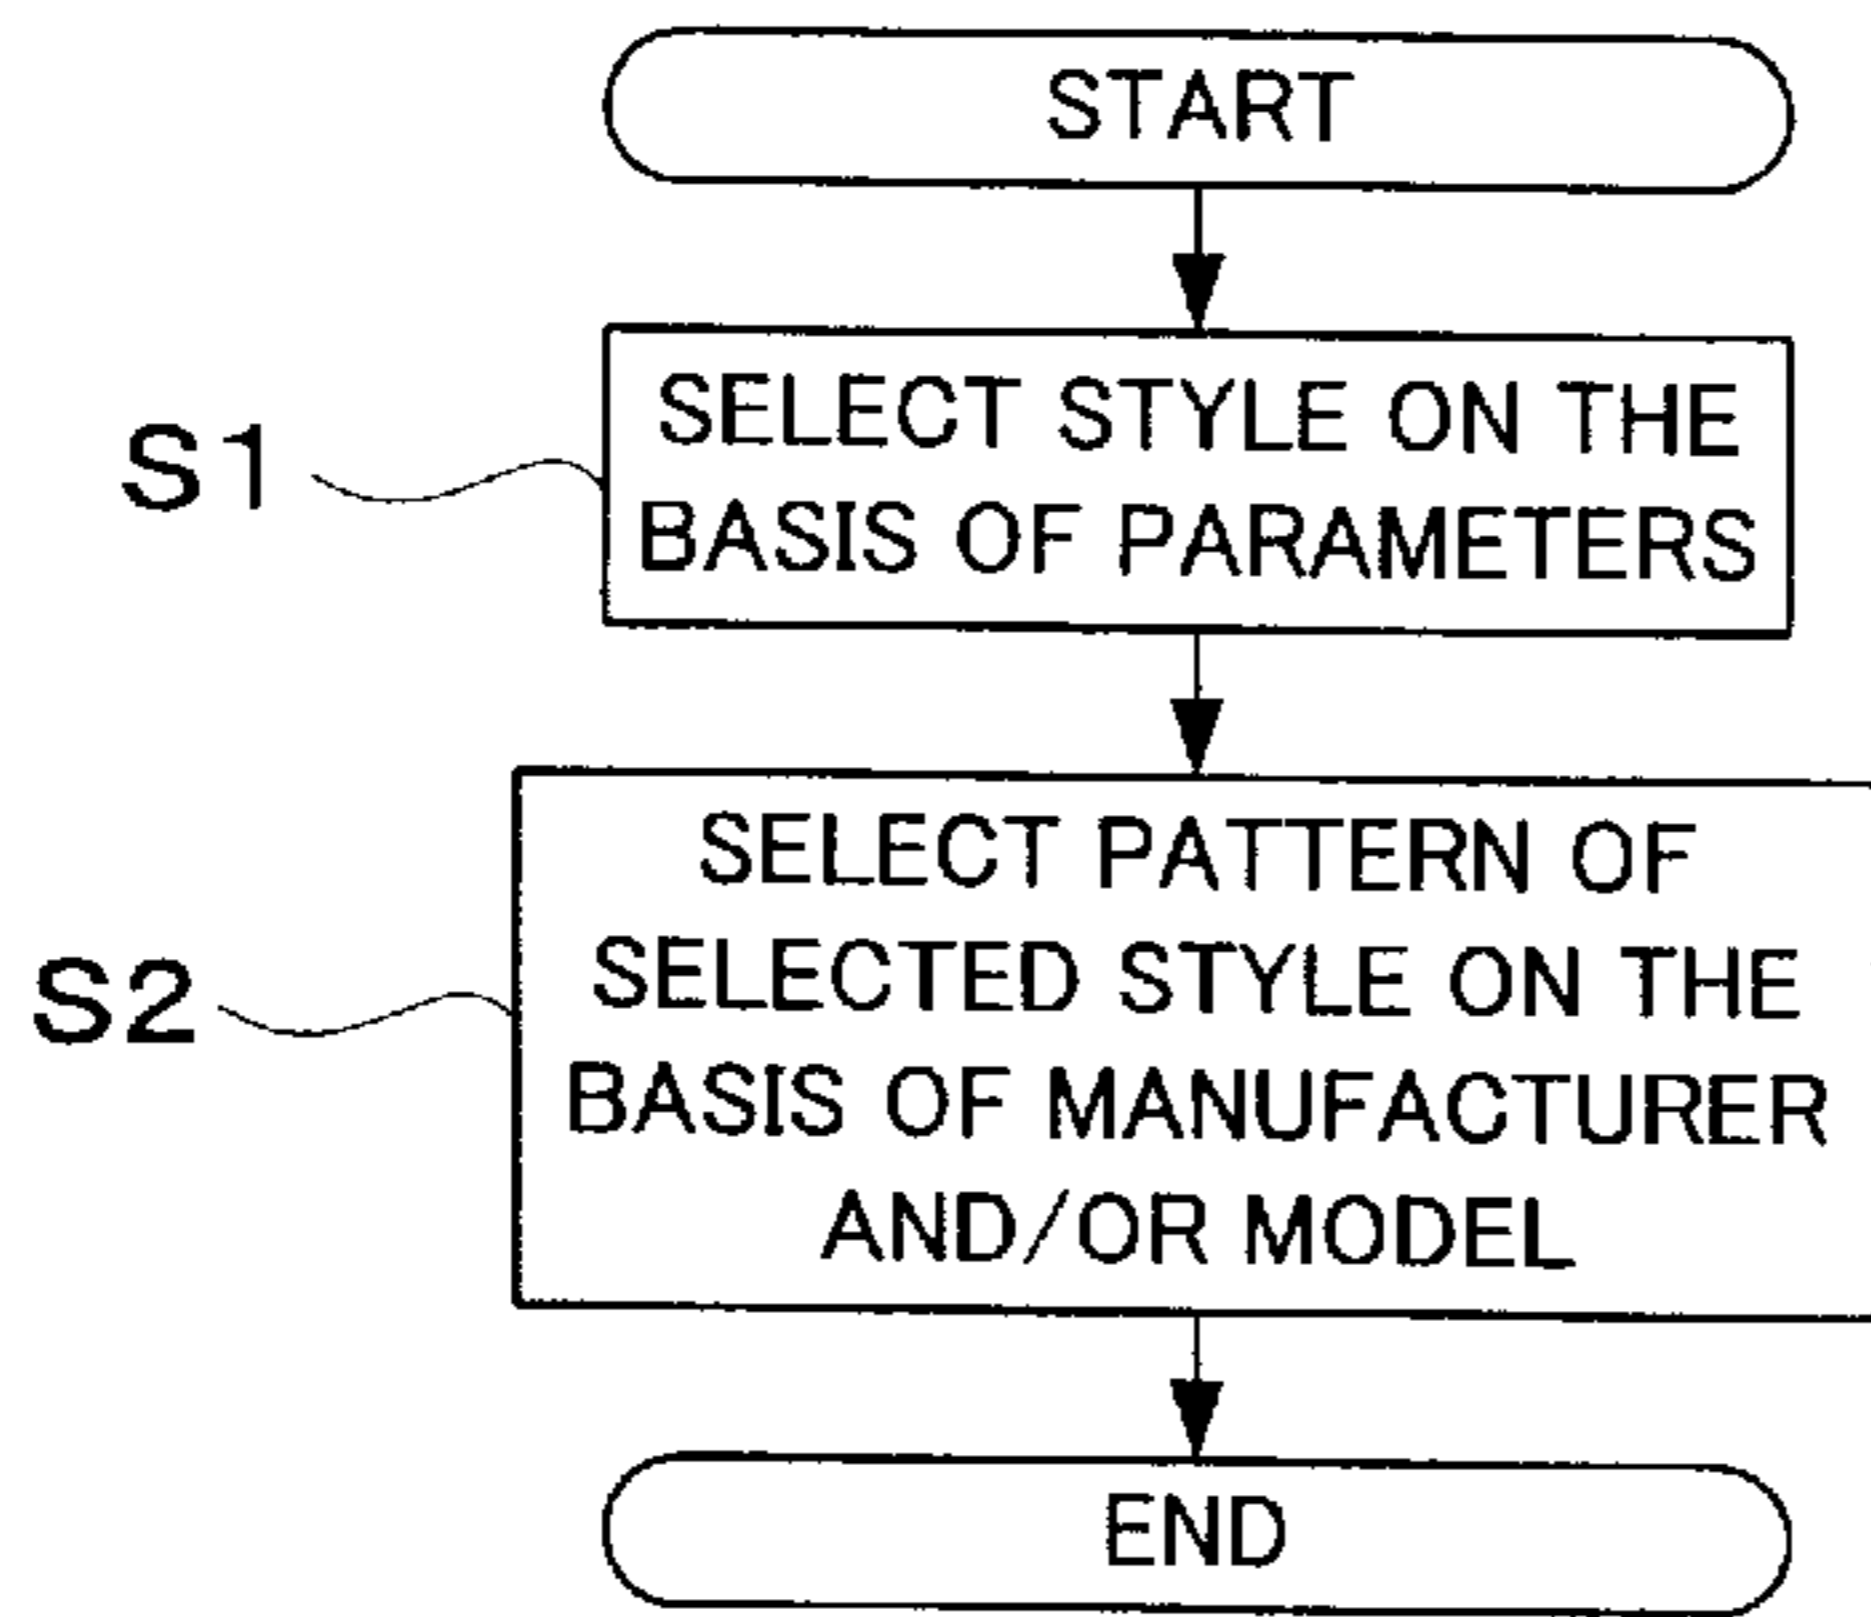 START
S1
SELECT STYLE ON THE
BASIS OF PARAMETERS
S2
SELECT PATTERN OF
SELECTED STYLE ON THE
BASIS OF MANUFACTURER
AND/OR MODEL
END